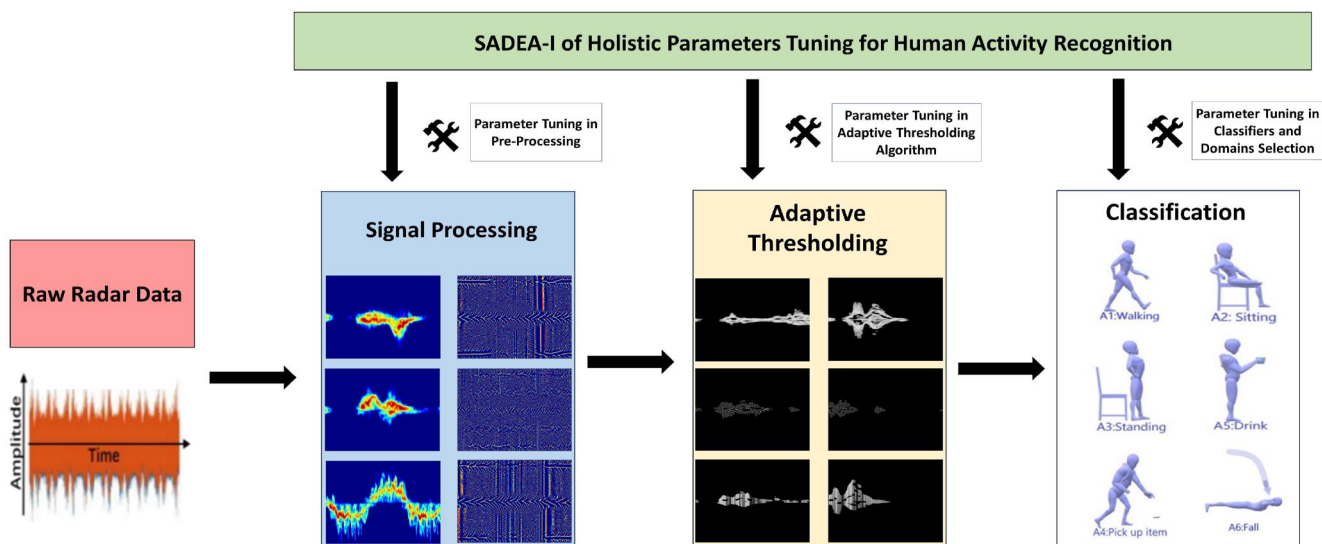 SADEA-I of Holistic Parameters Tuning for Human Activity Recognition
Parameter Tuning in
Pre-Processing
Parameter Tuning in
Adaptive Thresholding
Algorithm
Parameter Tuning in
Classifiers and
Domains Selection
Raw Radar Data
Amplitude
Time
Signal Processing
Adaptive
Thresholding
Classification
A1:Walking
A2: Sitting
A3:Standing
A5:Drink
A4:Pick up item
A6:Fall